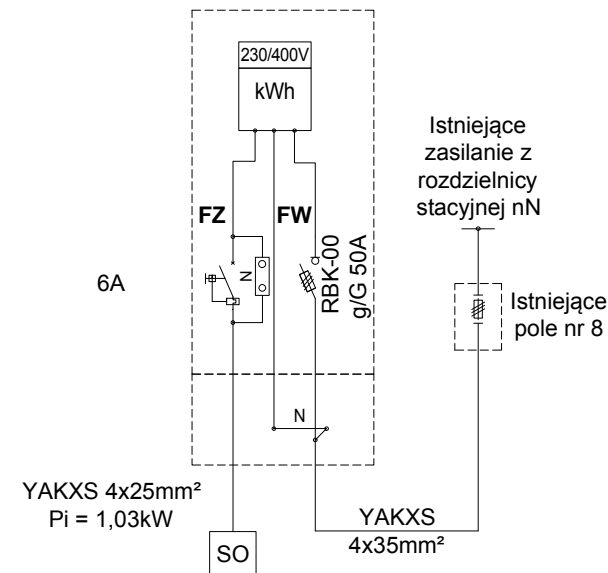 230/400V
kWh
Istniejące
zasilanie z
rozdzielnicy
stacyjnej nN
FZ
FW
N
RBK-00
g/G 50A
6A
Istniejące
pole nr 8
N
YAKXS 4x25mm²
Pi = 1,03kW
YAKXS
4x35mm²
SO